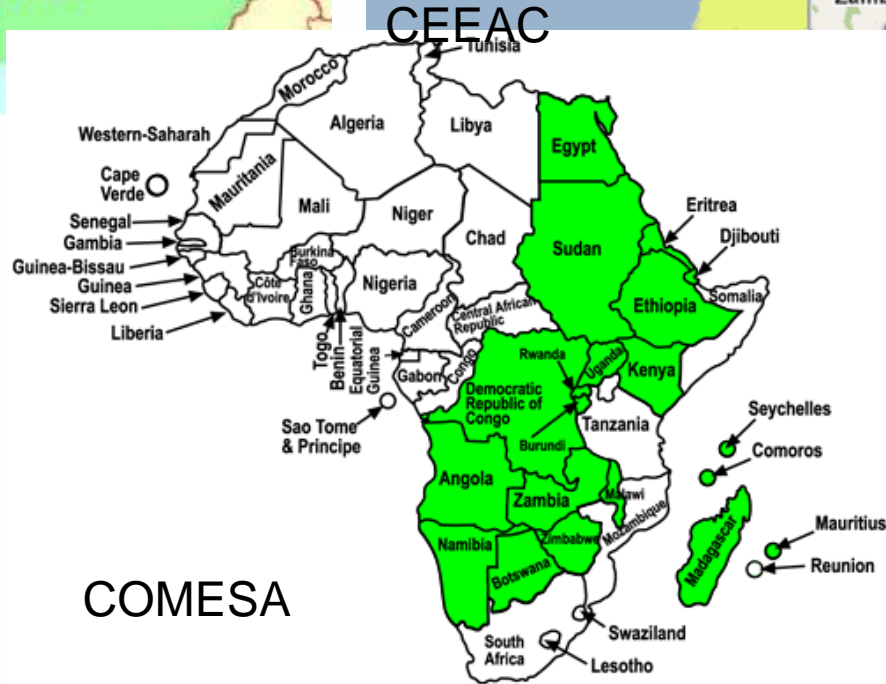 CEEAC
Tunisia
Morocco
Algeria
Libya
Egypt
Western-Saharah
Cape
Verde
Mauritania
Mali
Niger
Chad
Sudan
Eritrea
Djibouti
Senegal
Gambia
Guinea-Bissau
Guinea
Sierra Leon
Liberia
Burkina
Faso
Côte
d'Ivoire
Ghana
Togo
Benin
Nigeria
Cameroon
Central African
Republic
Ethiopia
Somalia
Equatorial
Guinea
Gabon
Congo
Rwanda
Uganda
Kenya
Democratic
Republic of
Congo
Burundi
Tanzania
Sao Tome
& Principe
Seychelles
Comoros
Angola
Zambia
Malawi
Mozambique
Mauritius
Reunion
Madagascar
Namibia
Zimbabwe
Botswana
COMESA
South
Africa
Swaziland
Lesotho